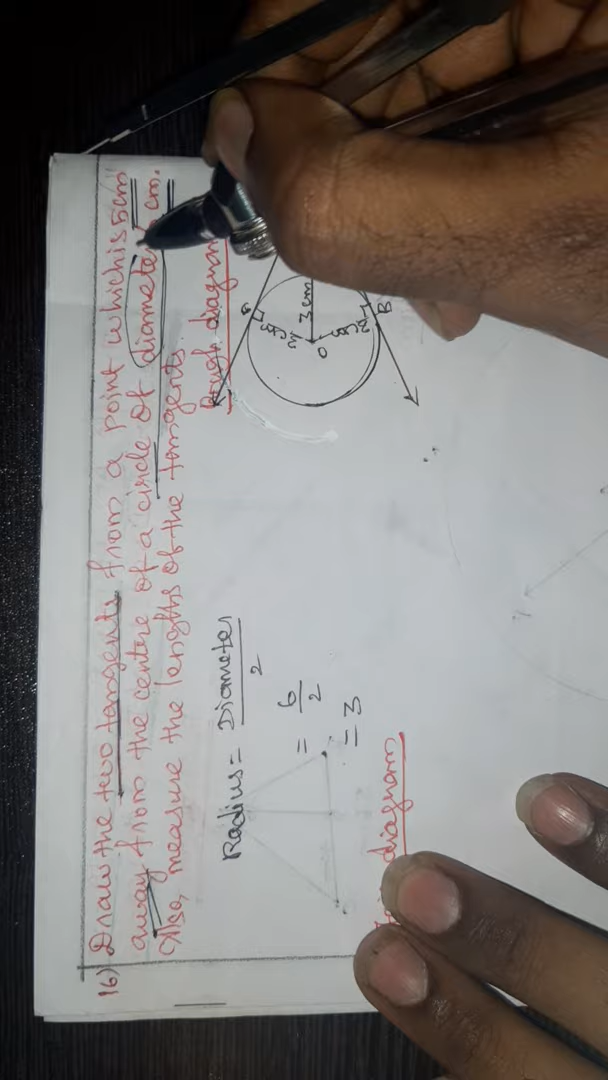 16) Draw the two tangents from a point which is 5cm
away from the centre of a circle of diameter cm.
Also, measure the lengths of the tangents.
Rough diagram
3cm
O
B
Radius = Diameter
2
= 6
2
= 3
diagram